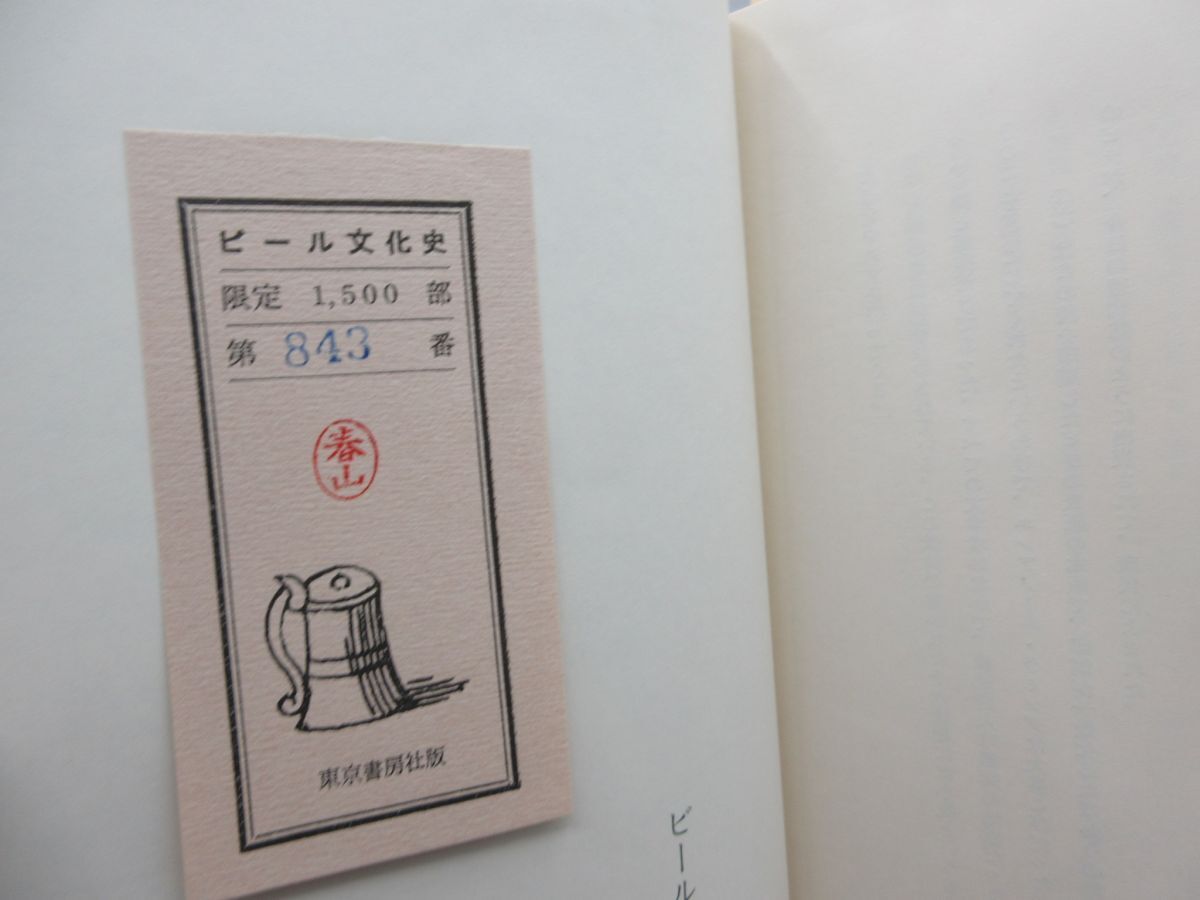 ビール文化史
限定 1,500 部
第 843 番
春山
東京書房社版
ビール